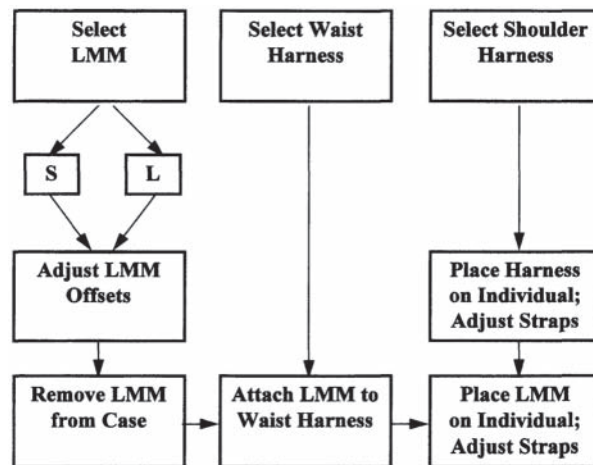 Select
LMM
Select Waist
Harness
Select Shoulder
Harness
S
L
Adjust LMM
Offsets
Place Harness
on Individual;
Adjust Straps
Remove LMM
from Case
Attach LMM to
Waist Harness
Place LMM
on Individual;
Adjust Straps